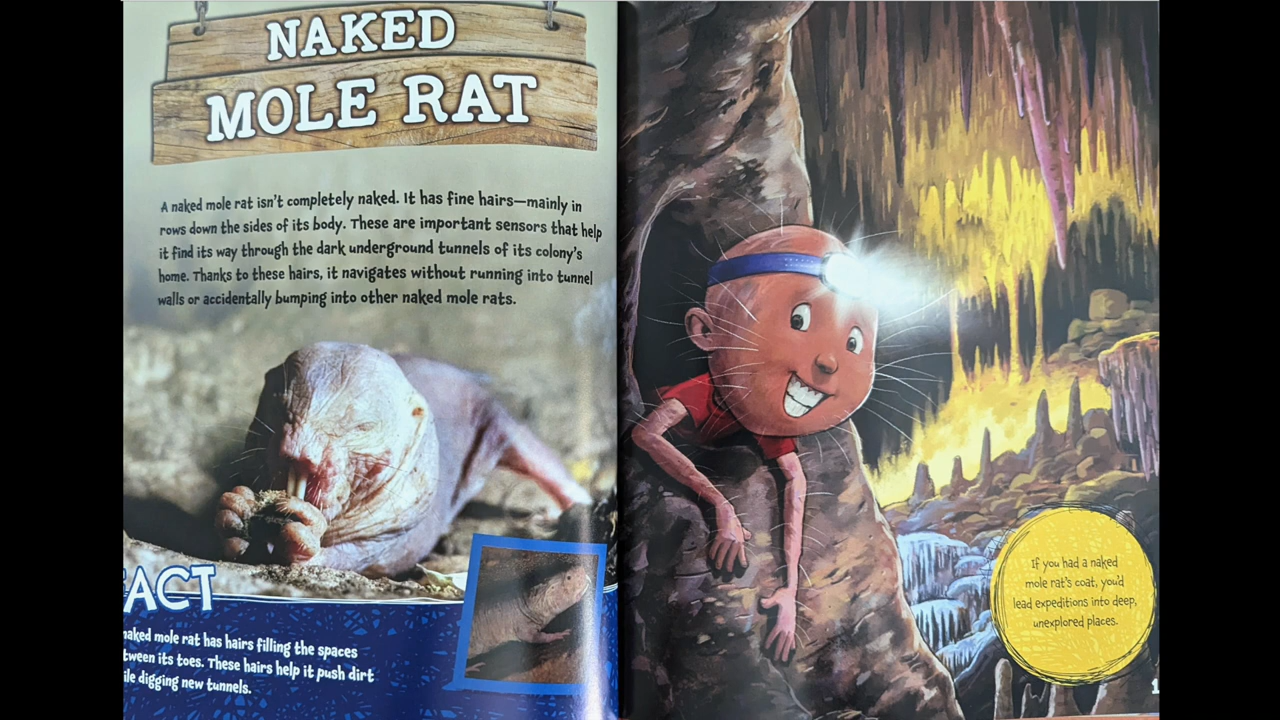 NAKED
MOLE RAT
A naked mole rat isn't completely naked. It has fine hairs—mainly in
rows down the sides of its body. These are important sensors that help
it find its way through the dark underground tunnels of its colony's
home. Thanks to these hairs, it navigates without running into tunnel
walls or accidentally bumping into other naked mole rats.
ACT
naked mole rat has hairs filling the spaces
tween its toes. These hairs help it push dirt
ile digging new tunnels.
If you had a naked
mole rat's coat, you'd
lead expeditions into deep,
unexplored places.
1